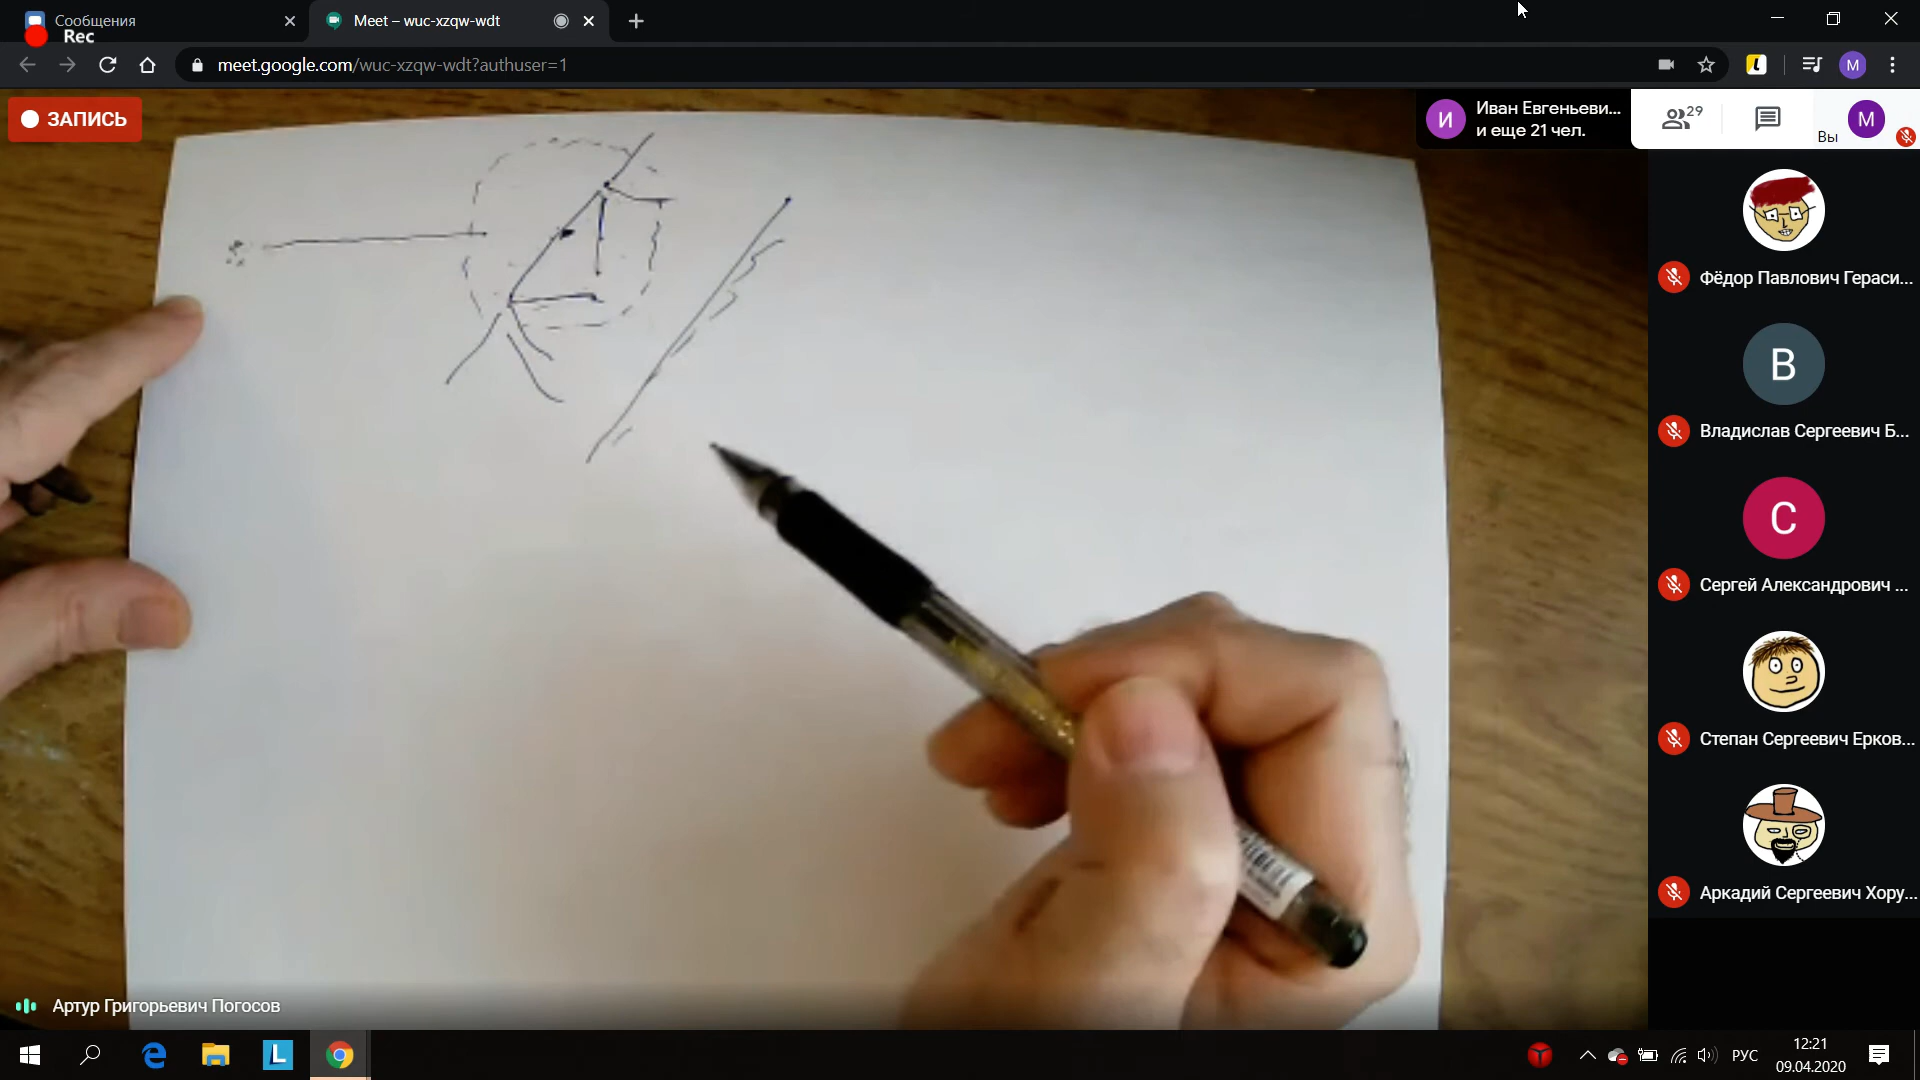 Сообщения
Meet – wuc-xzqw-wdt
Rec
meet.google.com/wuc-xzqw-wdt?authuser=1
M
ЗАПИСЬ
И
Иван Евгеньеви...
и еще 21 чел.
29
Вы
M
Фёдор Павлович Гераси...
B
Владислав Сергеевич Б...
C
Сергей Александрович ...
Степан Сергеевич Ерков...
Аркадий Сергеевич Хору...
Артур Григорьевич Погосов
L
РУС
12:21
09.04.2020